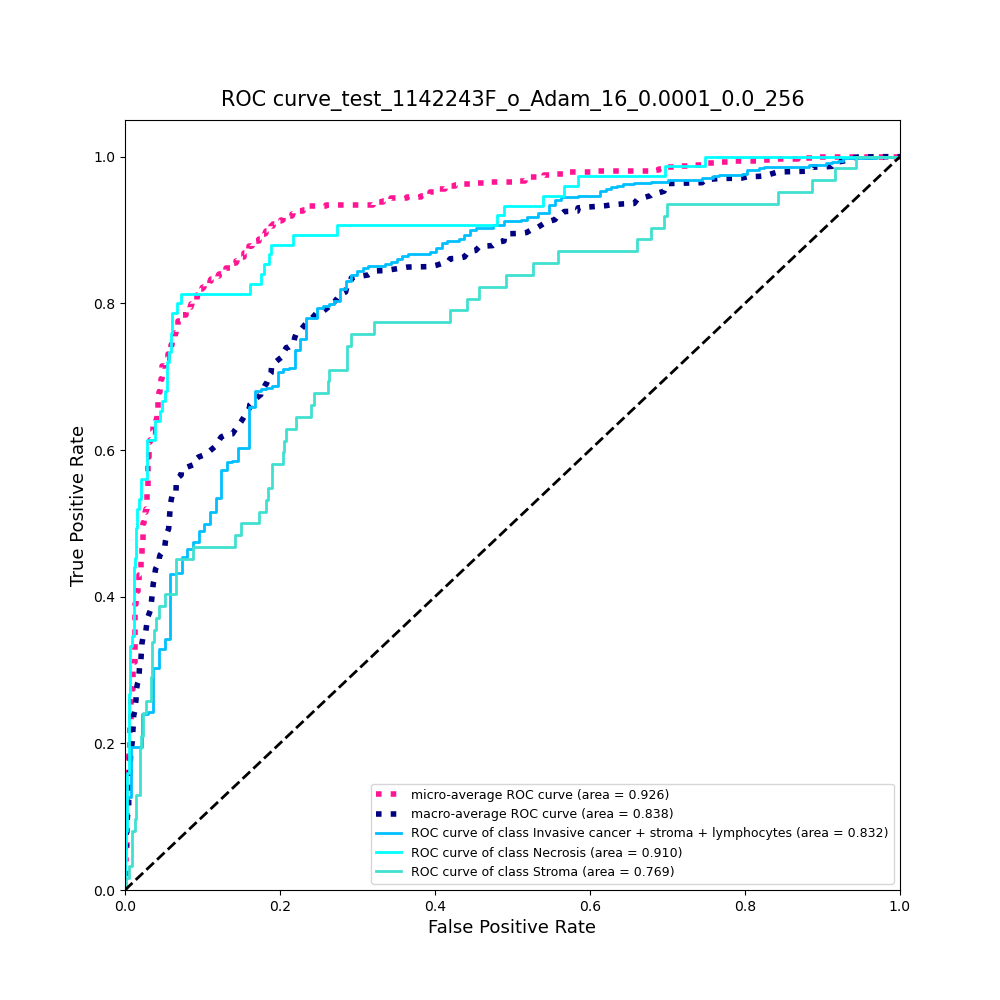 ROC curve_test_1142243F_o_Adam_16_0.0001_0.0_256
True Positive Rate
1.0
0.8
0.6
0.4
0.2
0.0
micro-average ROC curve (area = 0.926)
macro-average ROC curve (area = 0.838)
ROC curve of class Invasive cancer + stroma + lymphocytes (area = 0.832)
ROC curve of class Necrosis (area = 0.910)
ROC curve of class Stroma (area = 0.769)
0.0 0.2 0.4 0.6 0.8 1.0
False Positive Rate